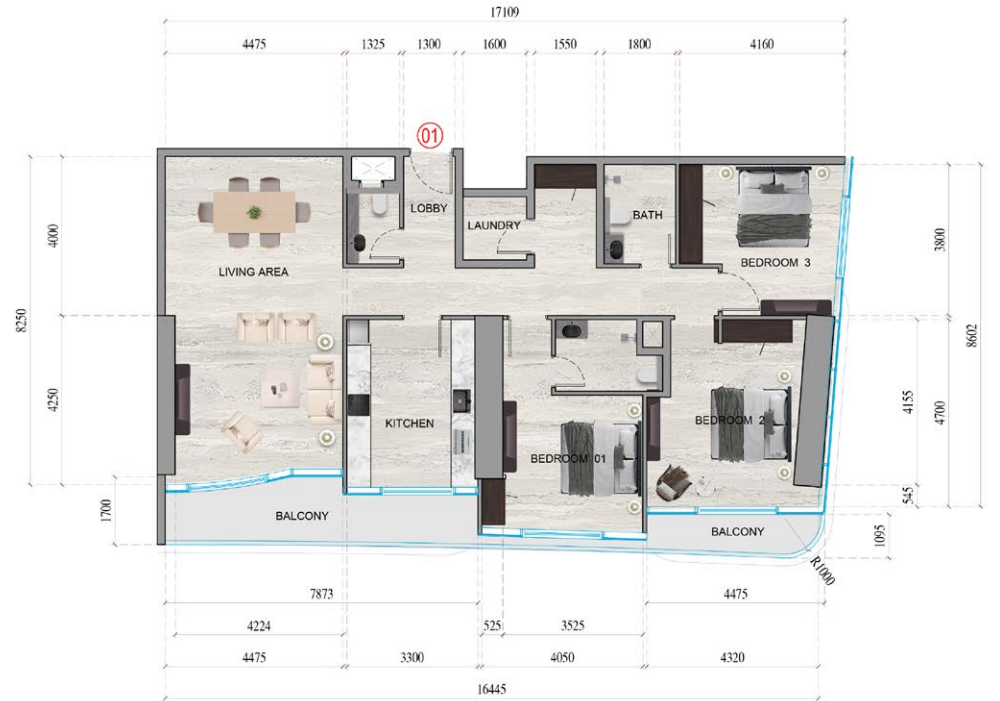 17109
4475 1325 1300 1600 1550 1800 4160
01
LOBBY
LAUNDRY
BATH
LIVING AREA
BEDROOM 3
4000
3800
8250
8602
4250
4155
4700
KITCHEN
BEDROOM 01
BEDROOM 2
1700
545
BALCONY
BALCONY
1095
R1000
7873
4475
4224
525 3525
4475 3300 4050 4320
16445